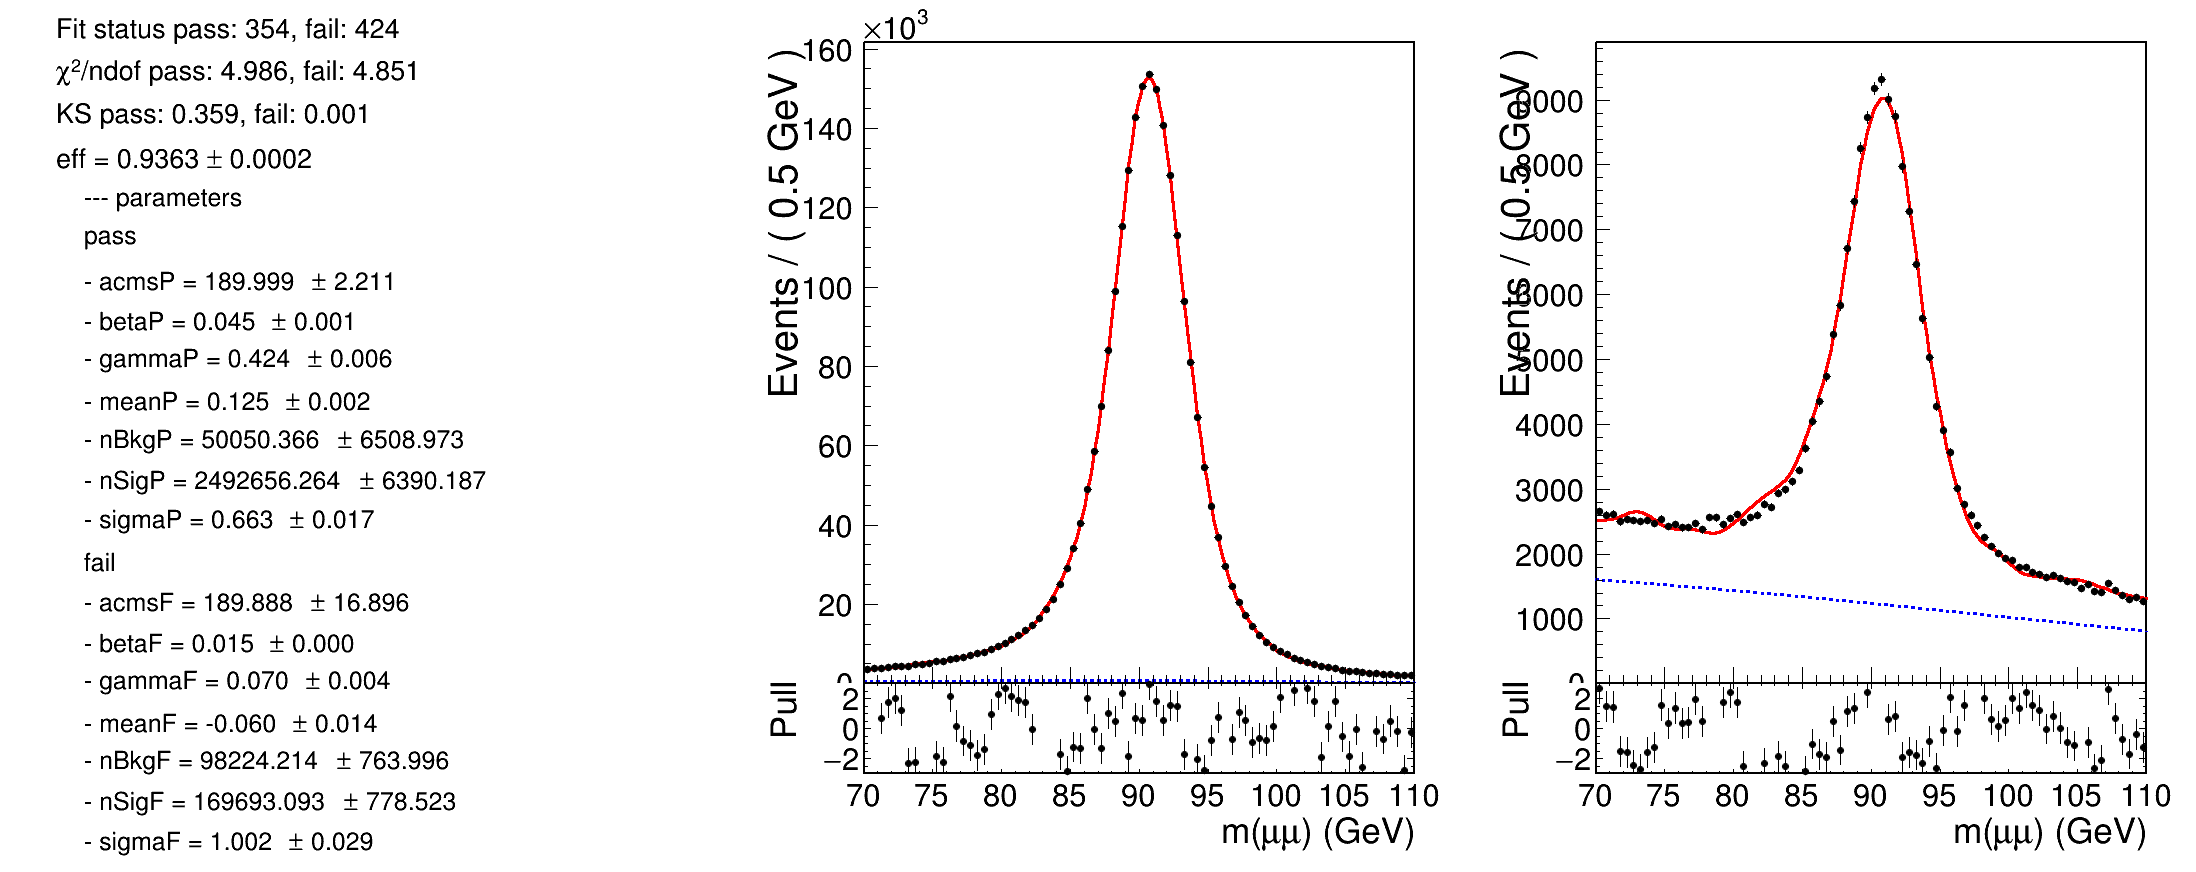 Fit status pass: 354, fail: 424
χ²/ndof pass: 4.986, fail: 4.851
KS pass: 0.359, fail: 0.001
eff = 0.9363 ± 0.0002
--- parameters
pass
- acmsP = 189.999 ± 2.211
- betaP = 0.045 ± 0.001
- gammaP = 0.424 ± 0.006
- meanP = 0.125 ± 0.002
- nBkgP = 50050.366 ± 6508.973
- nSigP = 2492656.264 ± 6390.187
- sigmaP = 0.663 ± 0.017
fail
- acmsF = 189.888 ± 16.896
- betaF = 0.015 ± 0.000
- gammaF = 0.070 ± 0.004
- meanF = -0.060 ± 0.014
- nBkgF = 98224.214 ± 763.996
- nSigF = 169693.093 ± 778.523
- sigmaF = 1.002 ± 0.029
×10³
Events / ( 0.5 GeV )
160
140
120
100
80
60
40
20
0
Pull
2
0
−2
70 75 80 85 90 95 100 105 110
m(μμ) (GeV)
Events / ( 0.5 GeV )
9000
8000
7000
6000
5000
4000
3000
2000
1000
0
Pull
2
0
−2
70 75 80 85 90 95 100 105 110
m(μμ) (GeV)